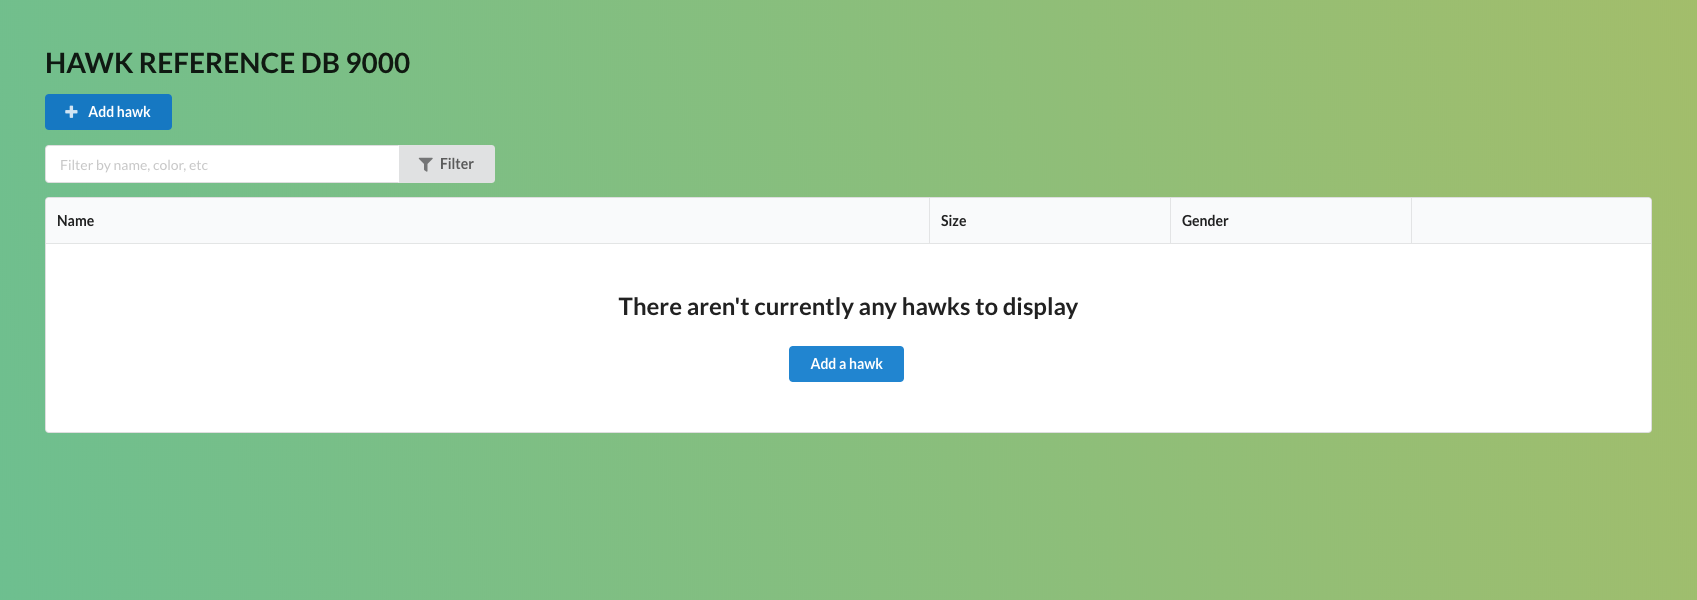 HAWK REFERENCE DB 9000
Add hawk
Filter by name, color, etc
Filter
Name Size Gender
There aren't currently any hawks to display
Add a hawk